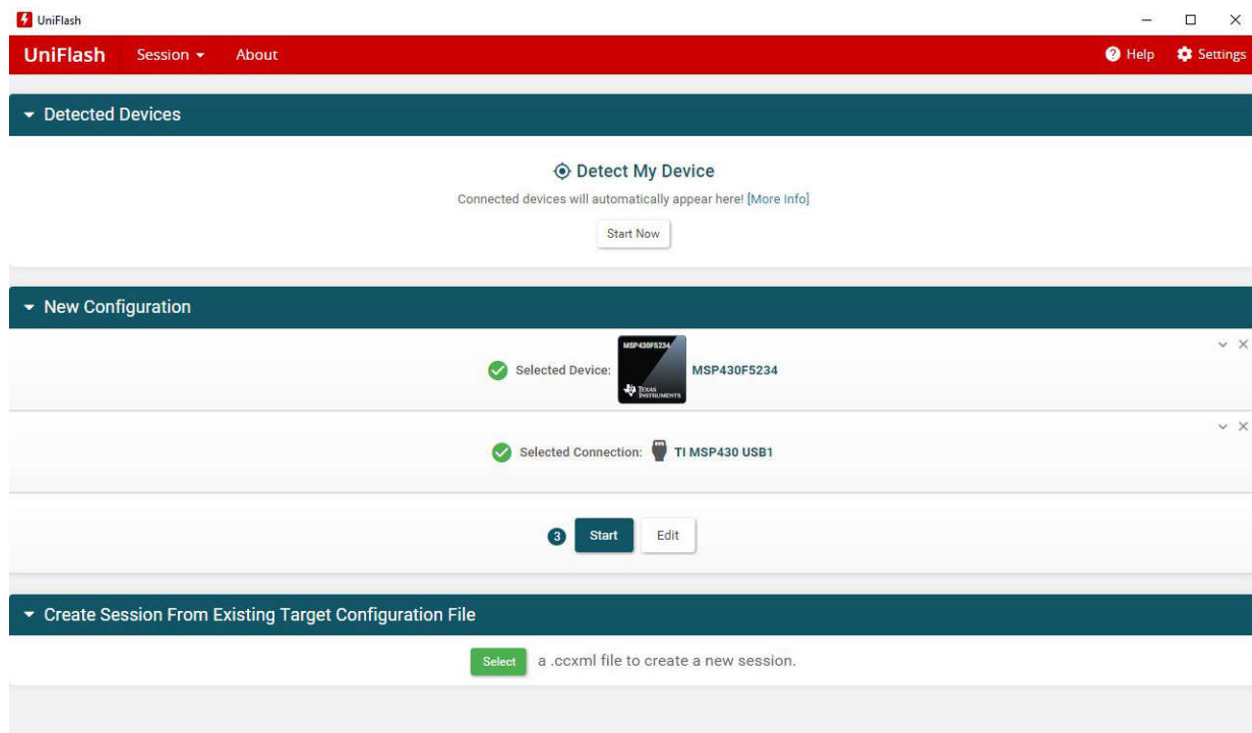 UniFlash
UniFlash Session About Help Settings
Detected Devices
Detect My Device
Connected devices will automatically appear here! [More Info]
Start Now
New Configuration
MSP430F5234
Selected Device: MSP430F5234
TEXAS
INSTRUMENTS
Selected Connection: TI MSP430 USB1
3 Start Edit
Create Session From Existing Target Configuration File
Select a .ccxml file to create a new session.